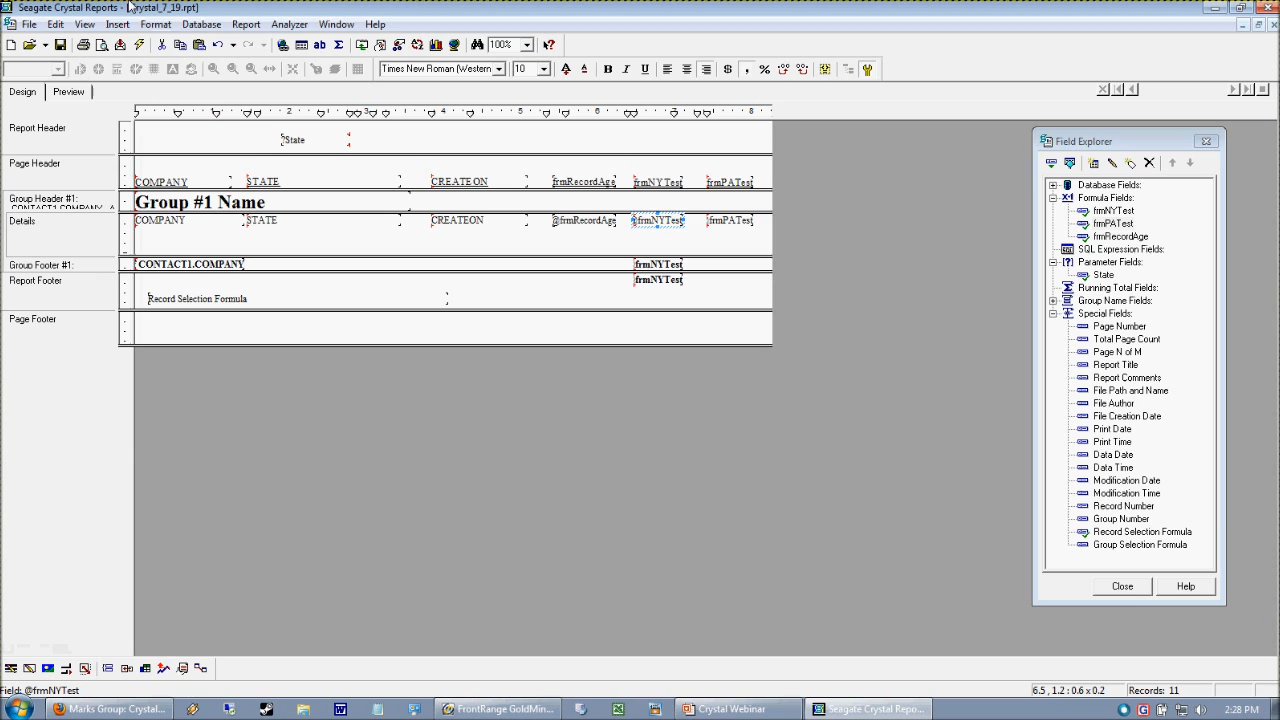 Seagate Crystal Reports - [Crystal_7_19.rpt]
File Edit View Insert Format Database Report Analyzer Window Help
100%
Times New Roman (Western 10 B I U $ , %
Design Preview
1 2 3 4 5 6 7 8
Report Header
?State
Page Header
COMPANY STATE CREATEON frmRecordAge frmNYTest frmPATest
Group Header #1:
Group #1 Name
Details
COMPANY STATE CREATEON @frmRecordAge @frmNYTest frmPATest
Group Footer #1:
CONTACT1.COMPANY frmNYTest
Report Footer
frmNYTest
Record Selection Formula
Page Footer
Field Explorer
Database Fields:
Formula Fields:
frmNYTest
frmPATest
frmRecordAge
SQL Expression Fields:
Parameter Fields:
State
Running Total Fields:
Group Name Fields:
Special Fields:
Page Number
Total Page Count
Page N of M
Report Title
Report Comments
File Path and Name
File Author
File Creation Date
Print Date
Print Time
Data Date
Data Time
Modification Date
Modification Time
Record Number
Group Number
Record Selection Formula
Group Selection Formula
Close Help
Field: @frmNYTest
6.5 , 1.2 : 0.6 x 0.2 Records: 11
Marks Group: Crystal... FrontRange GoldMin... Crystal Webinar Seagate Crystal Repo... 2:28 PM